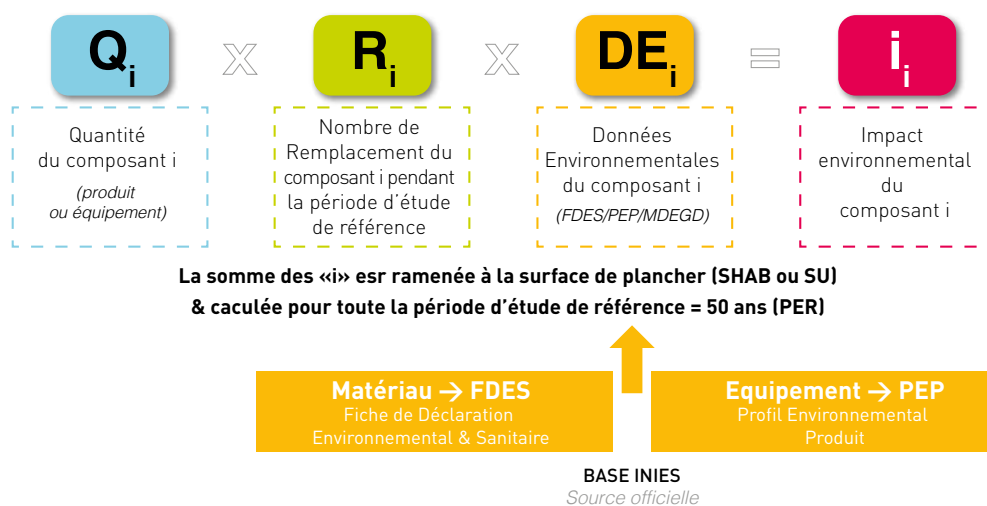 Qi x Ri x DEi = ii
Quantité
du composant i
(produit
ou équipement)
Nombre de
Remplacement du
composant i pendant
la période d'étude
de référence
Données
Environnementales
du composant i
(FDES/PEP/MDEGD)
Impact
environnemental
du
composant i
La somme des «i» esr ramenée à la surface de plancher (SHAB ou SU)
& caculée pour toute la période d'étude de référence = 50 ans (PER)
Matériau → FDES
Fiche de Déclaration
Environnemental & Sanitaire
Equipement → PEP
Profil Environnemental
Produit
BASE INIES
Source officielle